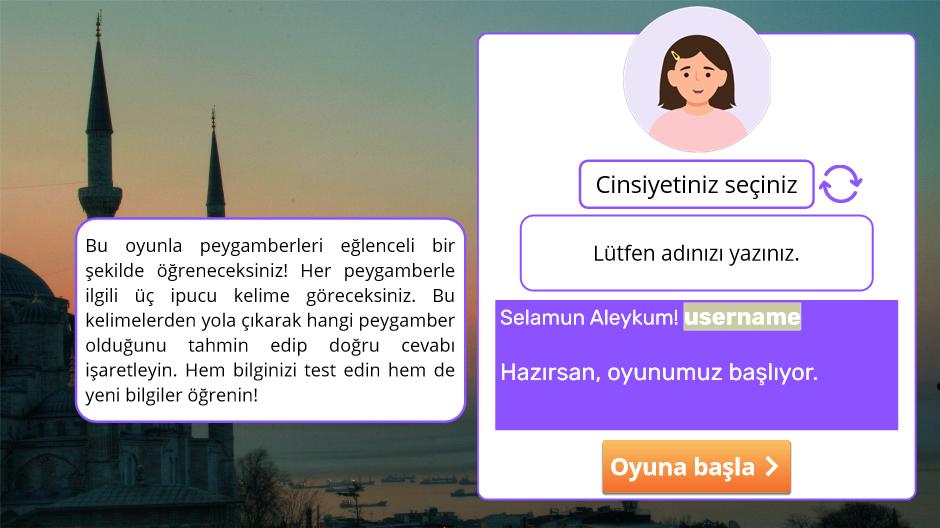 Bu oyunla peygamberleri eğlenceli bir
şekilde öğreneceksiniz! Her peygamberle
ilgili üç ipucu kelime göreceksiniz. Bu
kelimelerden yola çıkarak hangi peygamber
olduğunu tahmin edip doğru cevabı
işaretleyin. Hem bilginizi test edin hem de
yeni bilgiler öğrenin!
Cinsiyetiniz seçiniz
Lütfen adınızı yazınız.
Selamun Aleykum! username
Hazırsan, oyunumuz başlıyor.
Oyuna başla